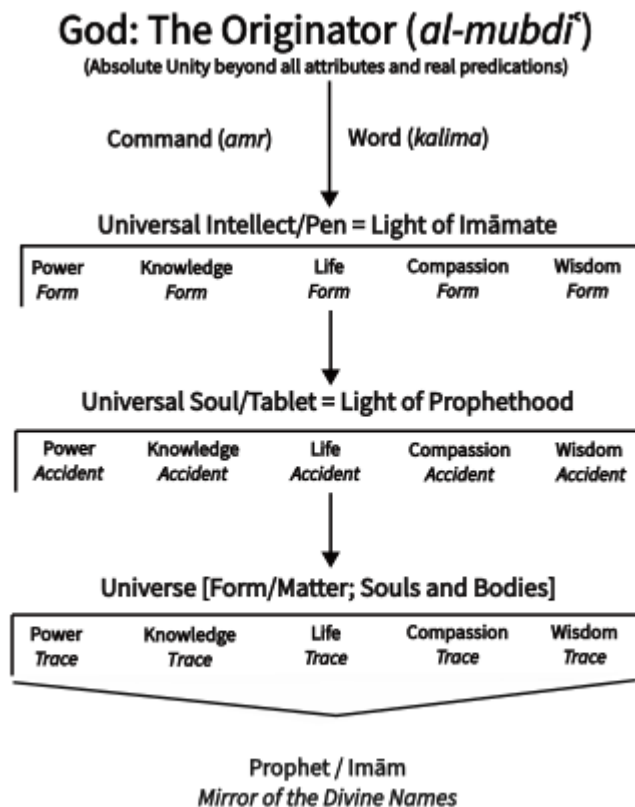 God: The Originator (al-mubdiʿ)
(Absolute Unity beyond all attributes and real predications)
Command (amr) Word (kalima)
Universal Intellect/Pen = Light of Imāmate
Power Knowledge Life Compassion Wisdom
Form Form Form Form Form
Universal Soul/Tablet = Light of Prophethood
Power Knowledge Life Compassion Wisdom
Accident Accident Accident Accident Accident
Universe [Form/Matter; Souls and Bodies]
Power Knowledge Life Compassion Wisdom
Trace Trace Trace Trace Trace
Prophet / Imām
Mirror of the Divine Names